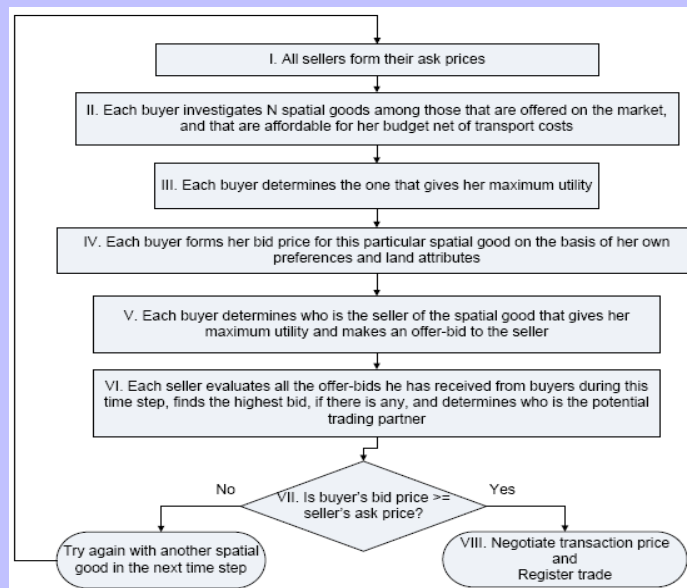 I. All sellers form their ask prices
II. Each buyer investigates N spatial goods among those that are offered on the market,
and that are affordable for her budget net of transport costs
III. Each buyer determines the one that gives her maximum utility
IV. Each buyer forms her bid price for this particular spatial good on the basis of her own
preferences and land attributes
V. Each buyer determines who is the seller of the spatial good that gives her
maximum utility and makes an offer-bid to the seller
VI. Each seller evaluates all the offer-bids he has received from buyers during this
time step, finds the highest bid, if there is any, and determines who is the potential
trading partner
No
VII. Is buyer's bid price >=
seller's ask price?
Yes
Try again with another spatial
good in the next time step
VIII. Negotiate transaction price
and
Register trade